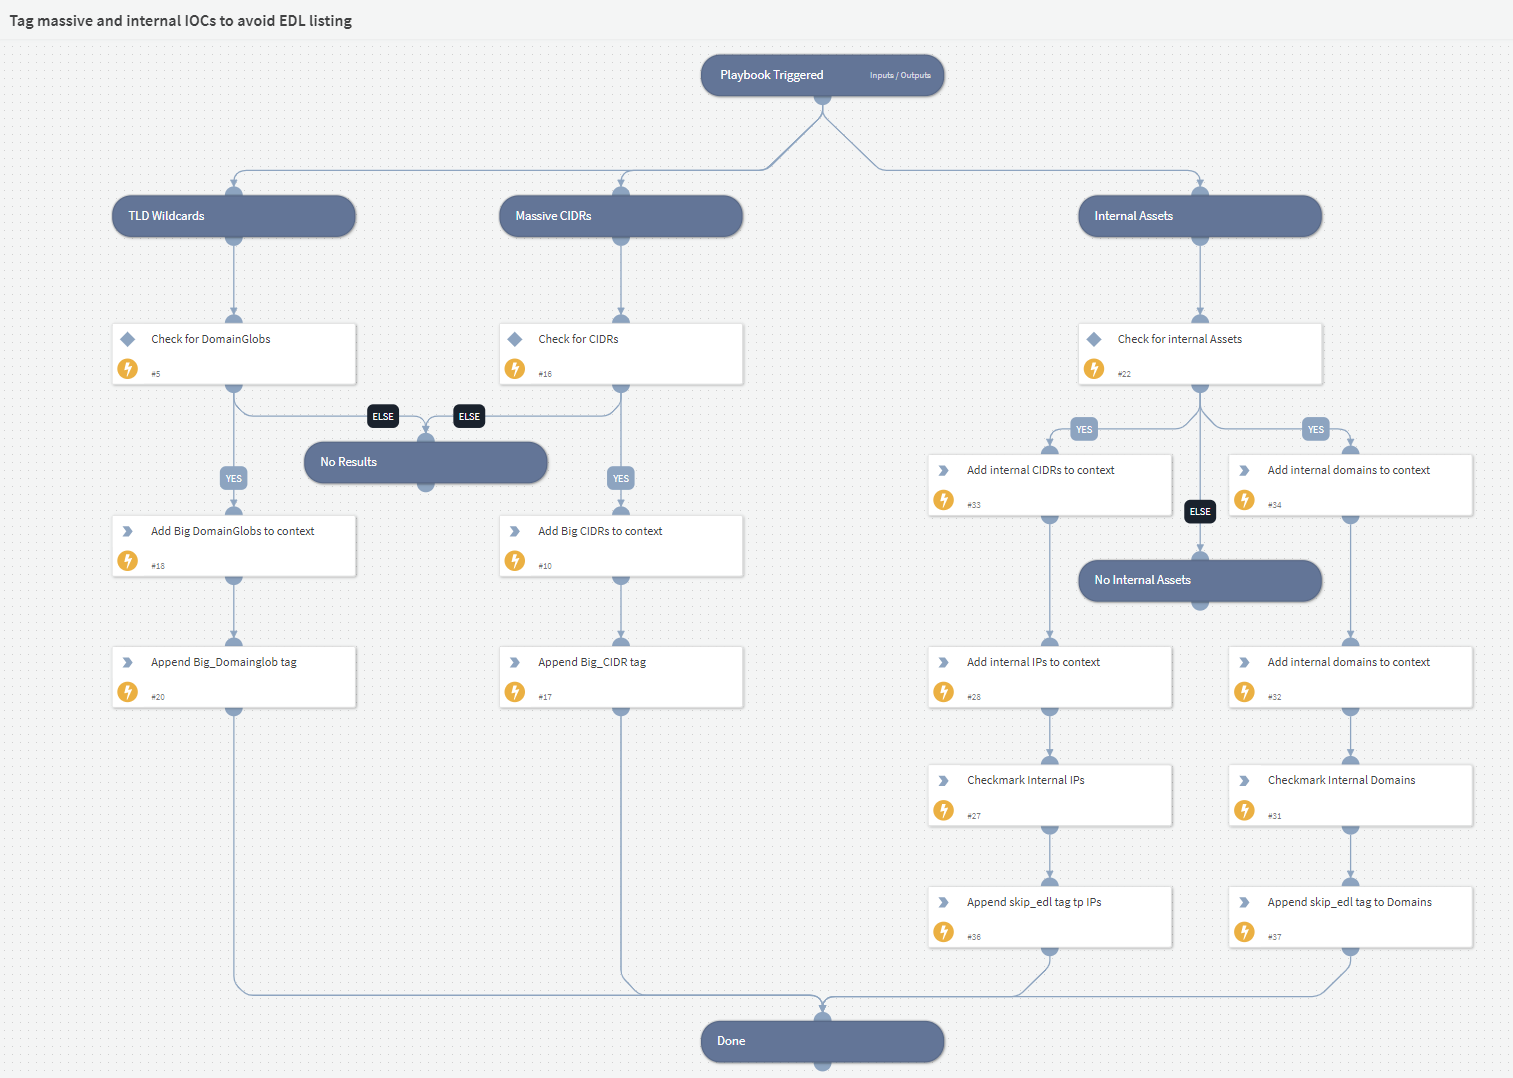 Tag massive and internal IOCs to avoid EDL listing
Playbook Triggered
Inputs / Outputs
TLD Wildcards
Massive CIDRs
Internal Assets
Check for DomainGlobs
#5
Check for CIDRs
#16
Check for internal Assets
#22
ELSE
ELSE
YES
YES
No Results
Add internal CIDRs to context
#33
Add internal domains to context
#34
YES
YES
ELSE
Add Big DomainGlobs to context
#18
Add Big CIDRs to context
#10
No Internal Assets
Append Big_Domainglob tag
#20
Append Big_CIDR tag
#17
Add internal IPs to context
#28
Add internal domains to context
#32
Checkmark Internal IPs
#27
Checkmark Internal Domains
#31
Append skip_edl tag tp IPs
#36
Append skip_edl tag to Domains
#37
Done